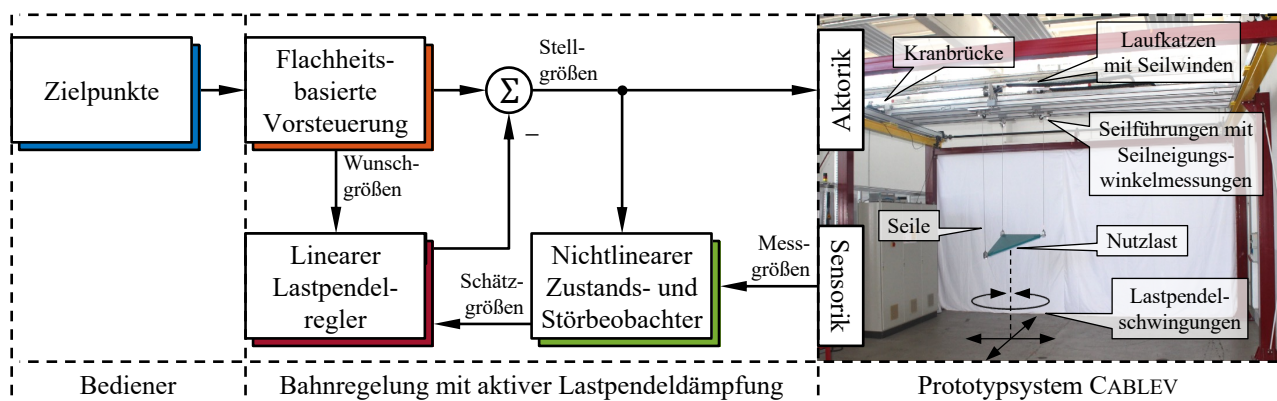 Zielpunkte
Flachheits-
basierte
Vorsteuerung
Σ
–
Stell-
größen
Wunsch-
größen
Linearer
Lastpendel-
regler
Schätz-
größen
Nichtlinearer
Zustands- und
Störbeobachter
Mess-
größen
Aktorik
Sensorik
Kranbrücke
Laufkatzen
mit Seilwinden
Seilführungen mit
Seilneigungs-
winkelmessungen
Seile
Nutzlast
Lastpendel-
schwingungen
Bediener
Bahnregelung mit aktiver Lastpendeldämpfung
Prototypsystem CABLEV